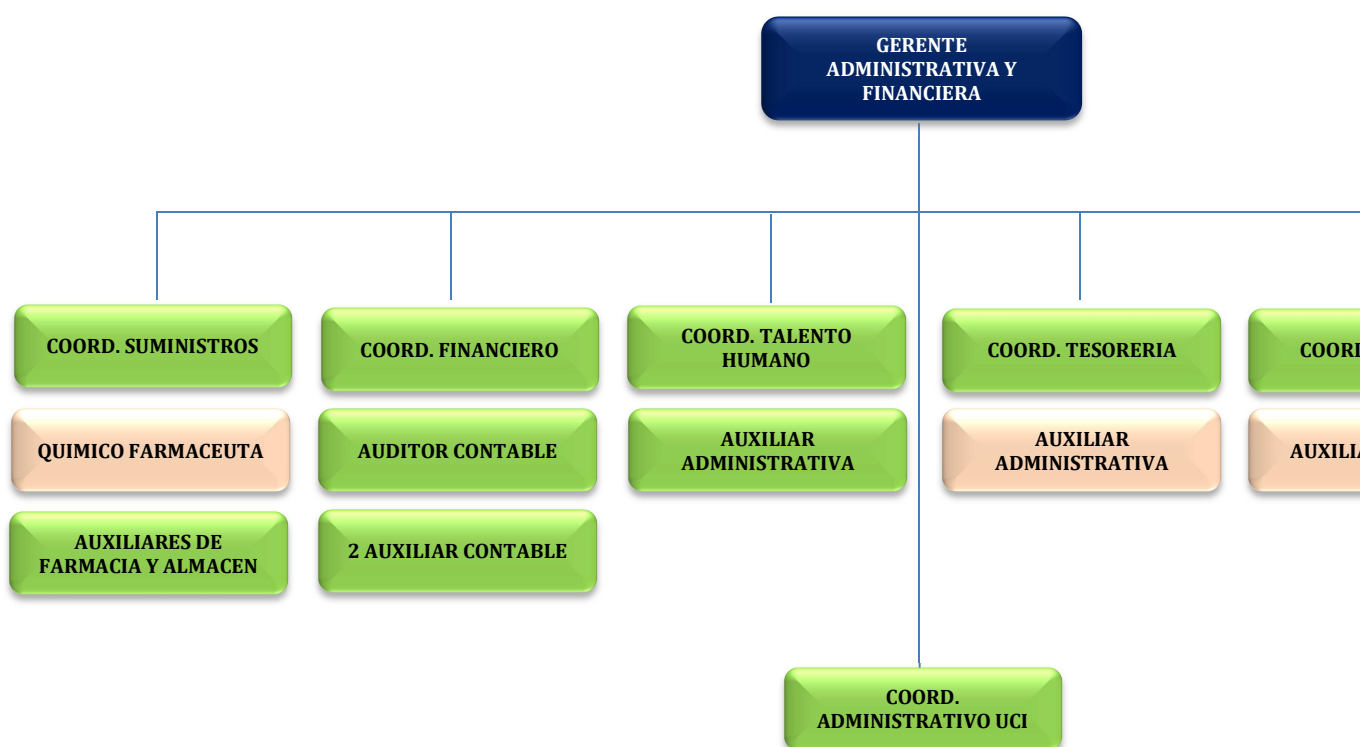 GERENTE
ADMINISTRATIVA Y
FINANCIERA
COORD. SUMINISTROS
COORD. FINANCIERO
COORD. TALENTO
HUMANO
COORD. TESORERIA
QUIMICO FARMACEUTA
AUDITOR CONTABLE
AUXILIAR
ADMINISTRATIVA
AUXILIAR
ADMINISTRATIVA
AUXILIARES DE
FARMACIA Y ALMACEN
2 AUXILIAR CONTABLE
COORD.
ADMINISTRATIVO UCI